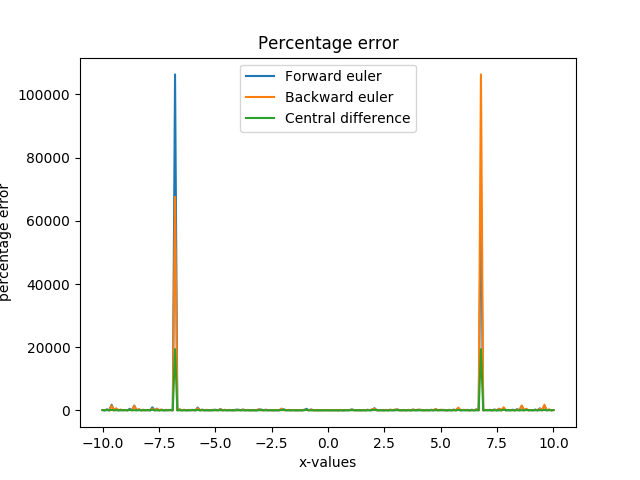 Percentage error
Forward euler
Backward euler
Central difference
100000
80000
60000
40000
20000
0
percentage error
−10.0 −7.5 −5.0 −2.5 0.0 2.5 5.0 7.5 10.0
x-values